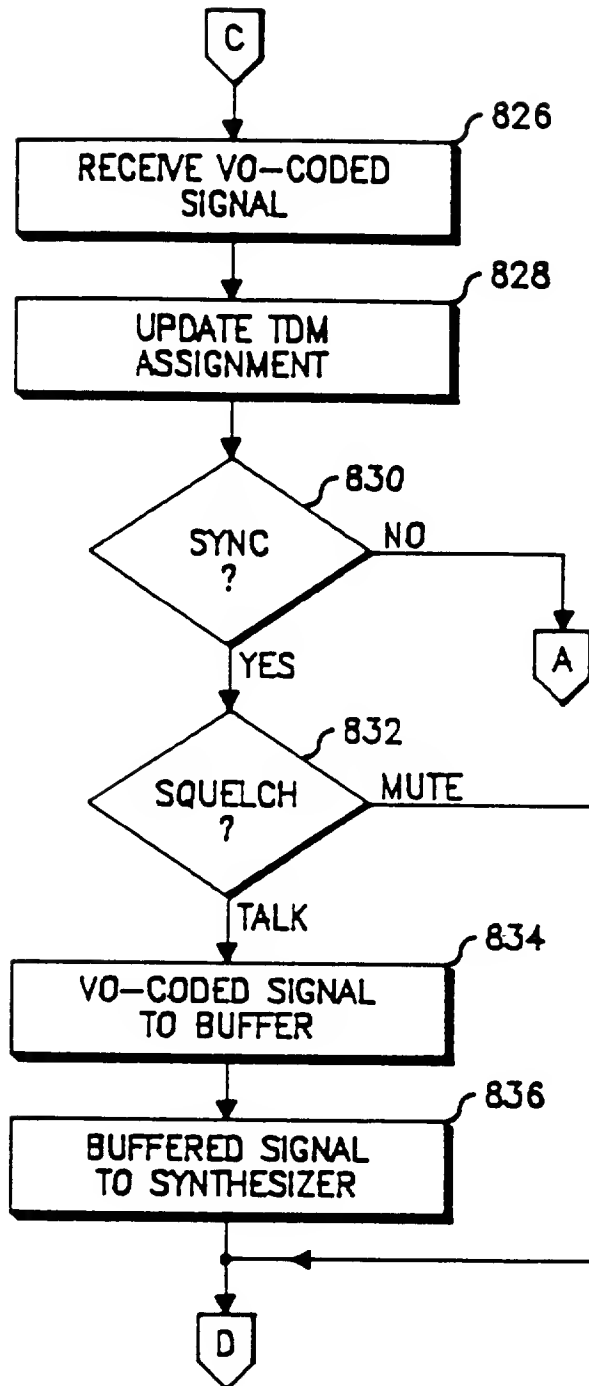 C
826
RECEIVE VO-CODED
SIGNAL
828
UPDATE TDM
ASSIGNMENT
830
SYNC
?
NO
A
YES
832
SQUELCH
?
MUTE
TALK
834
VO-CODED SIGNAL
TO BUFFER
836
BUFFERED SIGNAL
TO SYNTHESIZER
D